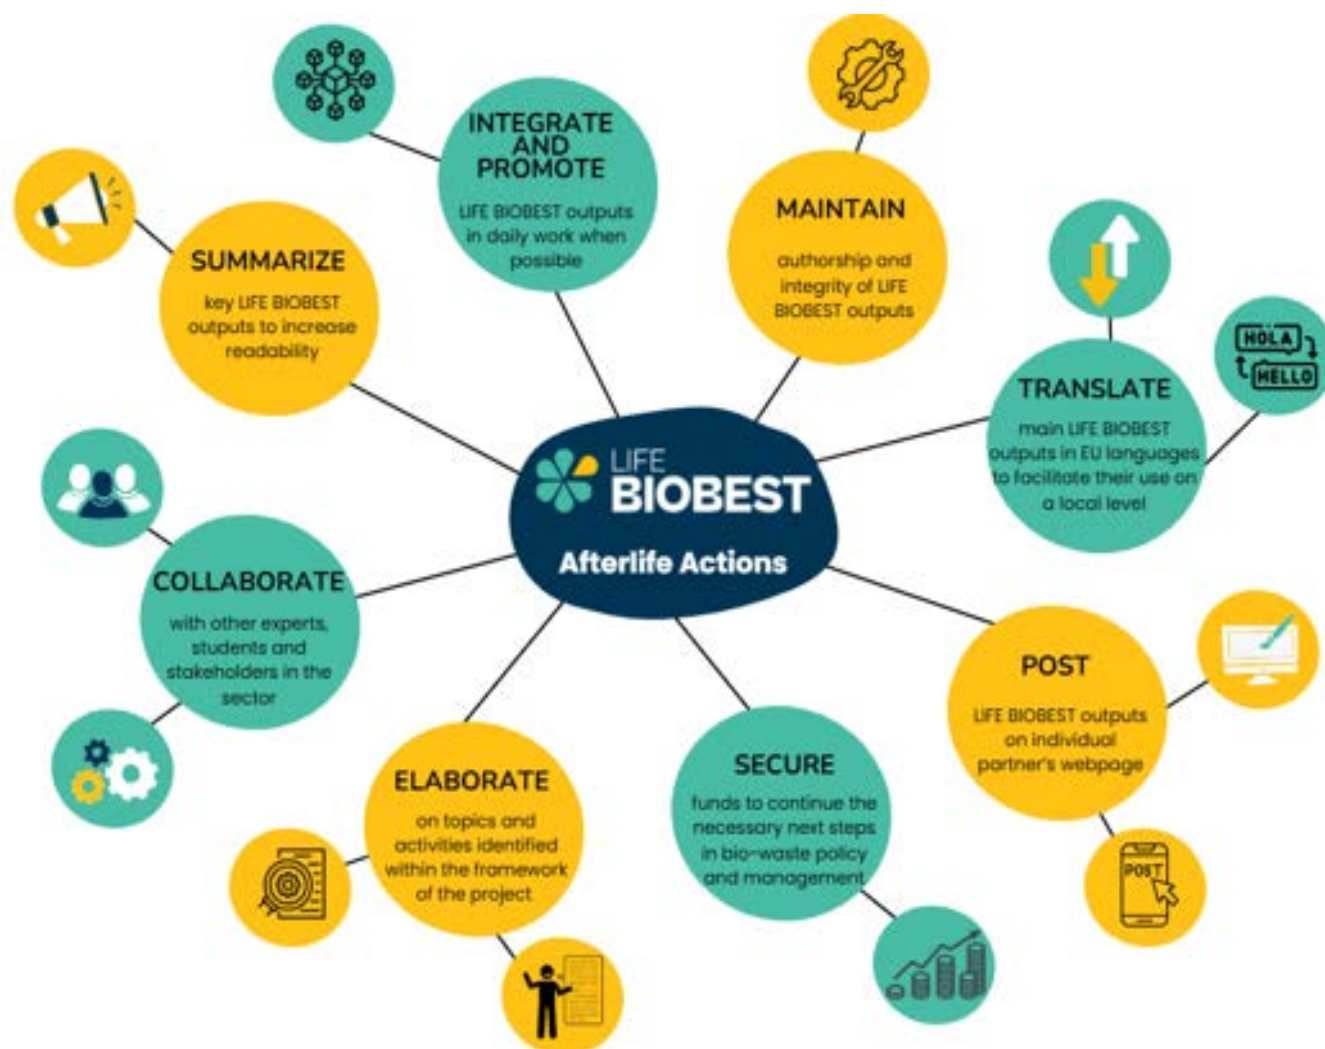 INTEGRATE
AND
PROMOTE
LIFE BIOBEST outputs
in daily work when
possible
MAINTAIN
authorship and
integrity of LIFE
BIOBEST outputs
SUMMARIZE
key LIFE BIOBEST
outputs to increase
readability
TRANSLATE
main LIFE BIOBEST
outputs in EU languages
to facilitate their use on
a local level
HOLA
HELLO
LIFE
BIOBEST
Afterlife Actions
COLLABORATE
with other experts,
students and
stakeholders in the
sector
POST
LIFE BIOBEST outputs
on individual
partner's webpage
POST
ELABORATE
on topics and
activities identified
within the framework
of the project
SECURE
funds to continue the
necessary next steps
in bio-waste policy
and management